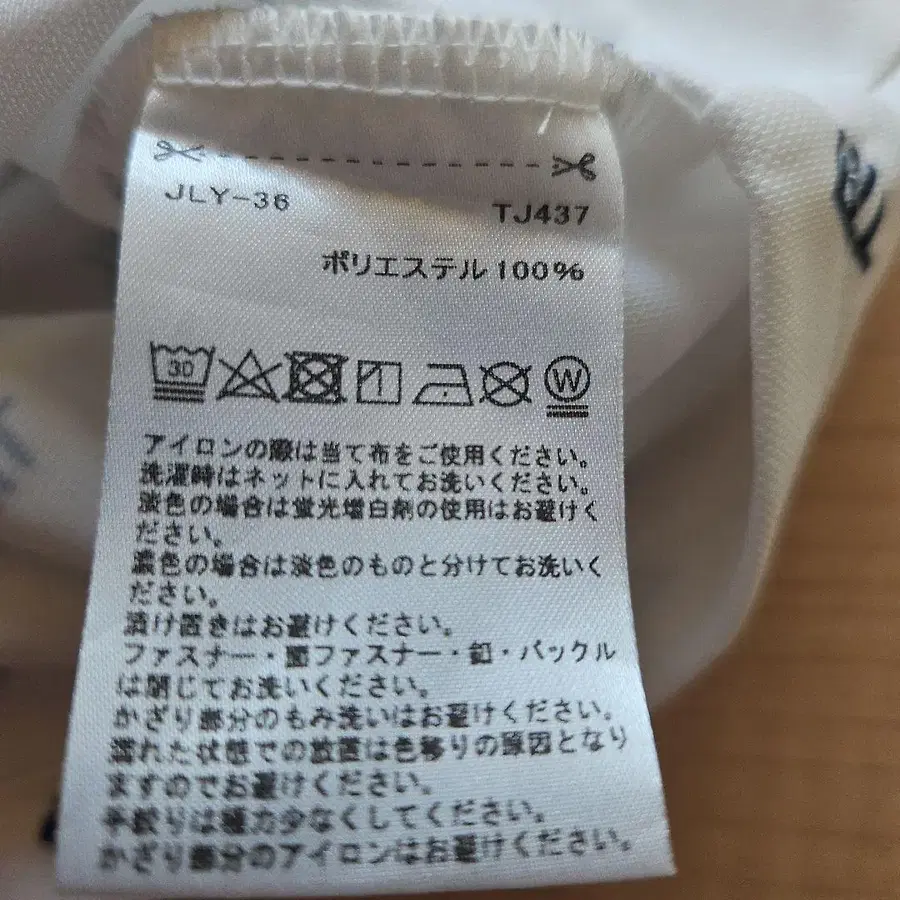 JLY-36
TJ437
ポリエステル100%
30
W
アイロンの際は当て布をご使用ください。
洗濯時はネットに入れてお洗いください。
淡色の場合は蛍光増白剤の使用はお避けく
ださい。
濃色の場合は淡色のものと分けてお洗いく
ださい。
漬け置きはお避けください。
ファスナー・面ファスナー・釦・バックル
は閉じてお洗いください。
かざり部分のもみ洗いはお避けください。
濡れた状態での放置は色移りの原因となり
ますのでお避けください。
手絞りは極力少なくしてください。
かざり部分のアイロンはお避けください。